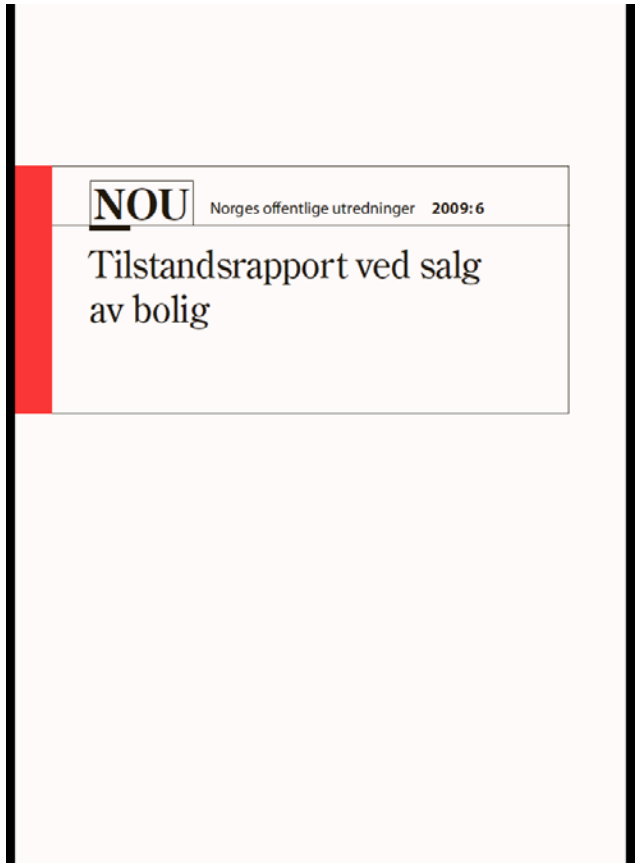 NOU Norges offentlige utredninger 2009: 6
Tilstandsrapport ved salg
av bolig